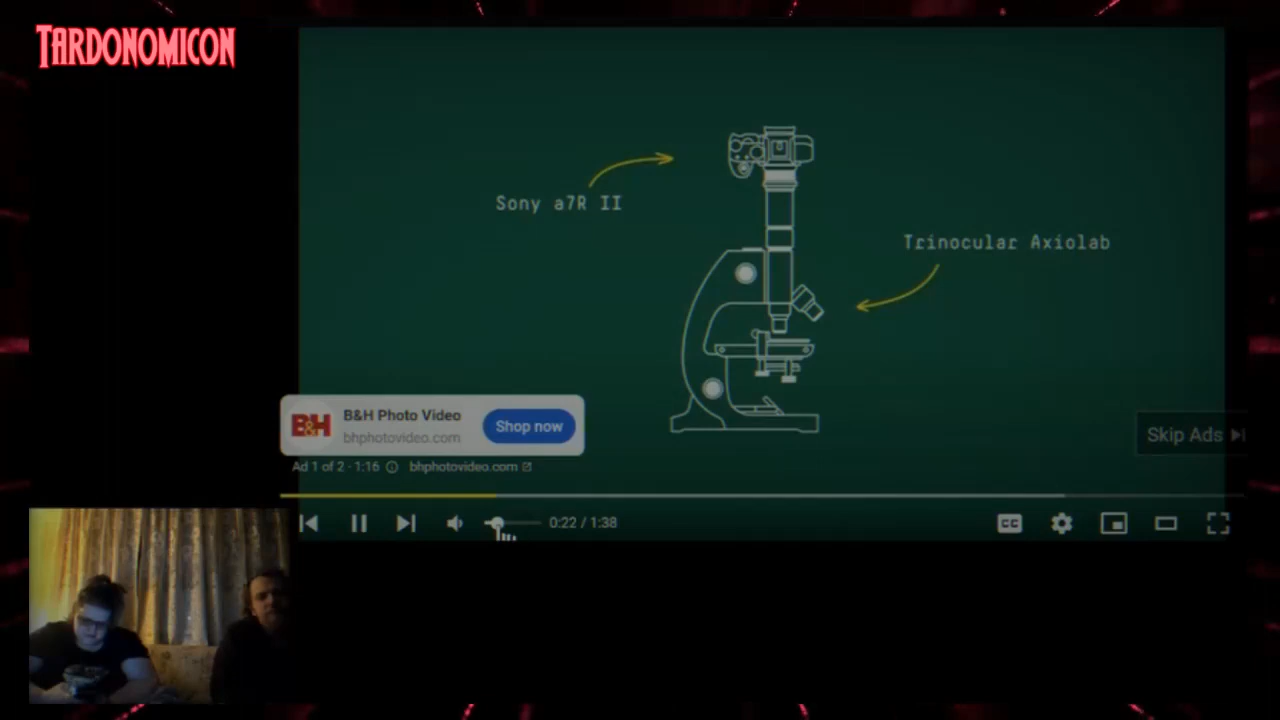 TARDONOMICON
Sony a7R II
Trinocular Axiolab
B&H
B&H Photo Video
bhphotovideo.com
Shop now
Skip Ads
Ad 1 of 2 · 1:16
bhphotovideo.com
0:22 / 1:38
CC